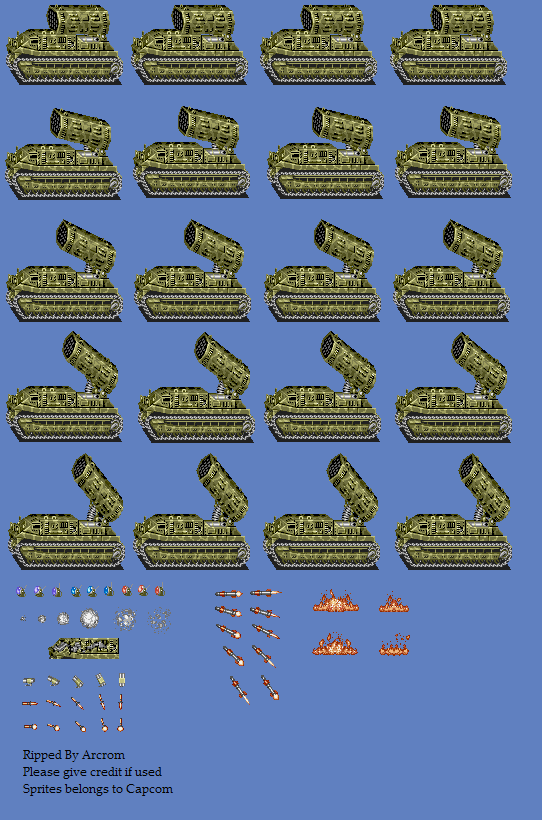 Ripped By Arcrom
Please give credit if used
Sprites belongs to Capcom